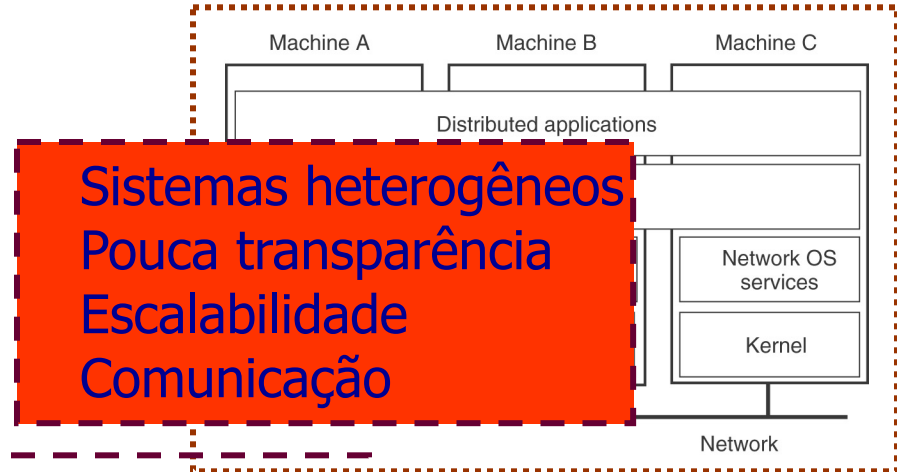 Machine A
Machine B
Machine C
Distributed applications
Sistemas heterogêneos
Pouca transparência
Escalabilidade
Comunicação
Network OS
services
Kernel
Network